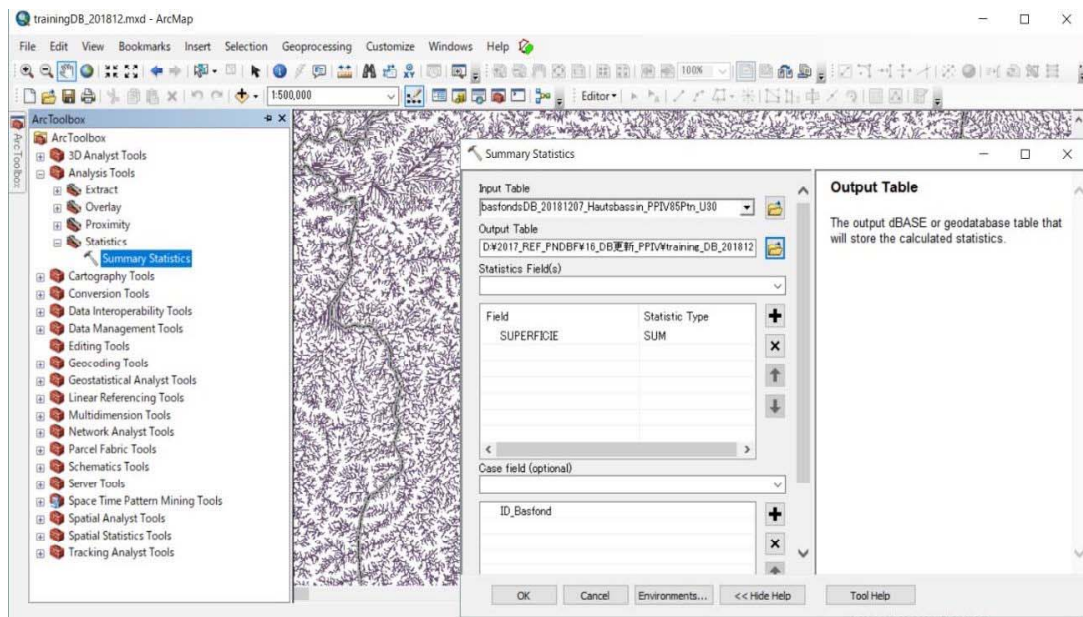 trainingDB_201812.mxd - ArcMap
File Edit View Bookmarks Insert Selection Geoprocessing Customize Windows Help
100%
1:500,000
Editor
ArcToolbox
ArcToolbox
ArcToolbox
3D Analyst Tools
Analysis Tools
Extract
Overlay
Proximity
Statistics
Summary Statistics
Cartography Tools
Conversion Tools
Data Interoperability Tools
Data Management Tools
Editing Tools
Geocoding Tools
Geostatistical Analyst Tools
Linear Referencing Tools
Multidimension Tools
Network Analyst Tools
Parcel Fabric Tools
Schematics Tools
Server Tools
Space Time Pattern Mining Tools
Spatial Analyst Tools
Spatial Statistics Tools
Tracking Analyst Tools
Summary Statistics
Input Table
basfondsDB_20181207_Hautsbassin_PPIV85Ptn_U30
Output Table
D:¥2017_REF_PNDBF¥16_DB更新_PPIV¥training_DB_201812
Statistics Field(s)
Field Statistic Type
SUPERFICIE SUM
Case field (optional)
ID_Basfond
OK Cancel Environments... << Hide Help Tool Help
Output Table
The output dBASE or geodatabase table that
will store the calculated statistics.